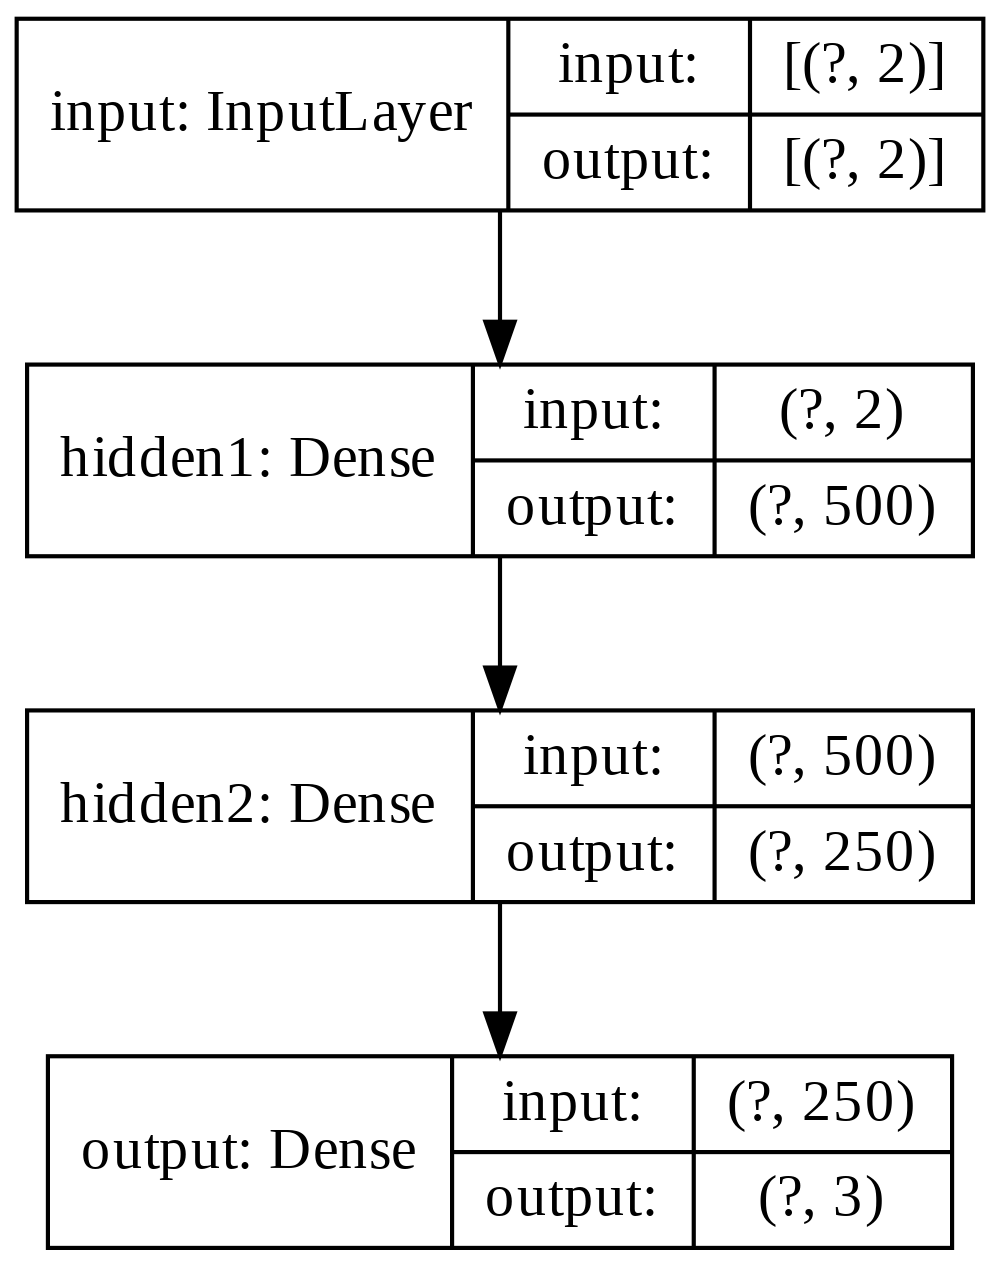 input: InputLayer
input:
[(?, 2)]
output:
[(?, 2)]
hidden1: Dense
input:
(?, 2)
output:
(?, 500)
hidden2: Dense
input:
(?, 500)
output:
(?, 250)
output: Dense
input:
(?, 250)
output:
(?, 3)